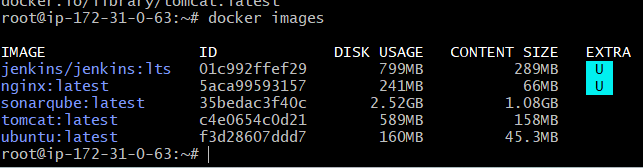 docker.io/library/tomcat:latest
root@ip-172-31-0-63:~# docker images
IMAGE ID DISK USAGE CONTENT SIZE EXTRA
jenkins/jenkins:lts 01c992ffef29 799MB 289MB U
nginx:latest 5aca99593157 241MB 66MB U
sonarqube:latest 35bedac3f40c 2.52GB 1.08GB
tomcat:latest c4e0654c0d21 589MB 158MB
ubuntu:latest f3d28607ddd7 160MB 45.3MB
root@ip-172-31-0-63:~#